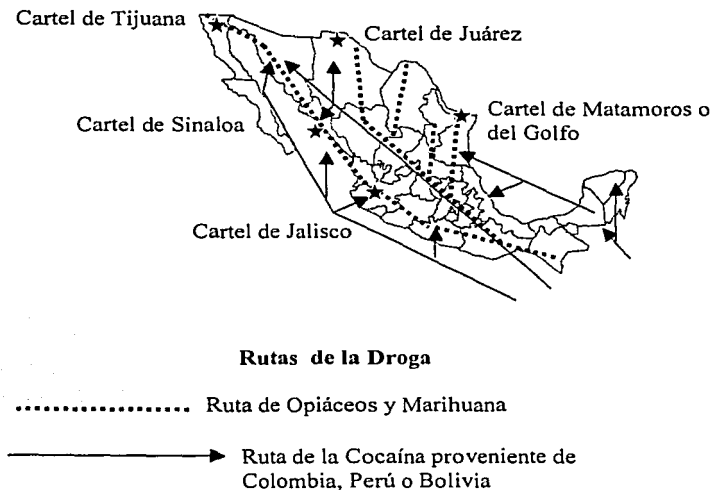 Cartel de Tijuana
Cartel de Juárez
Cartel de Matamoros o
del Golfo
Cartel de Sinaloa
Cartel de Jalisco
Rutas de la Droga
Ruta de Opiáceos y Marihuana
Ruta de la Cocaína proveniente de
Colombia, Perú o Bolivia